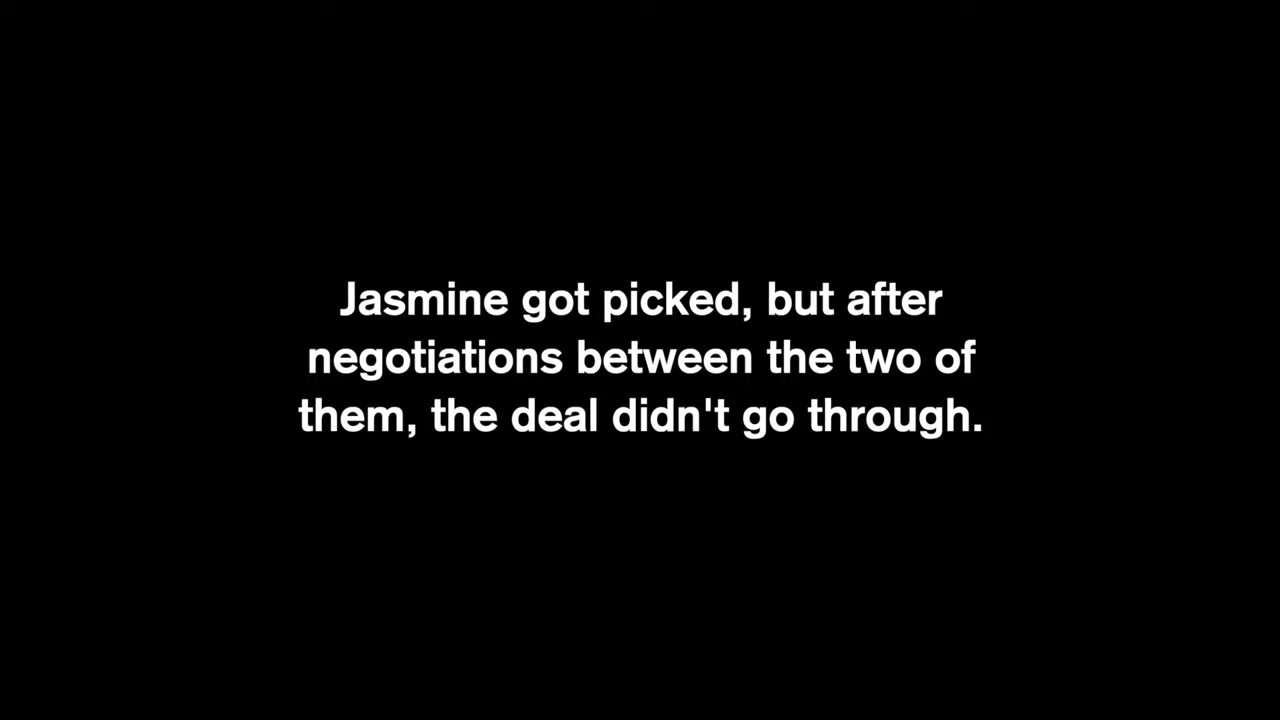 Jasmine got picked, but after
negotiations between the two of
them, the deal didn't go through.